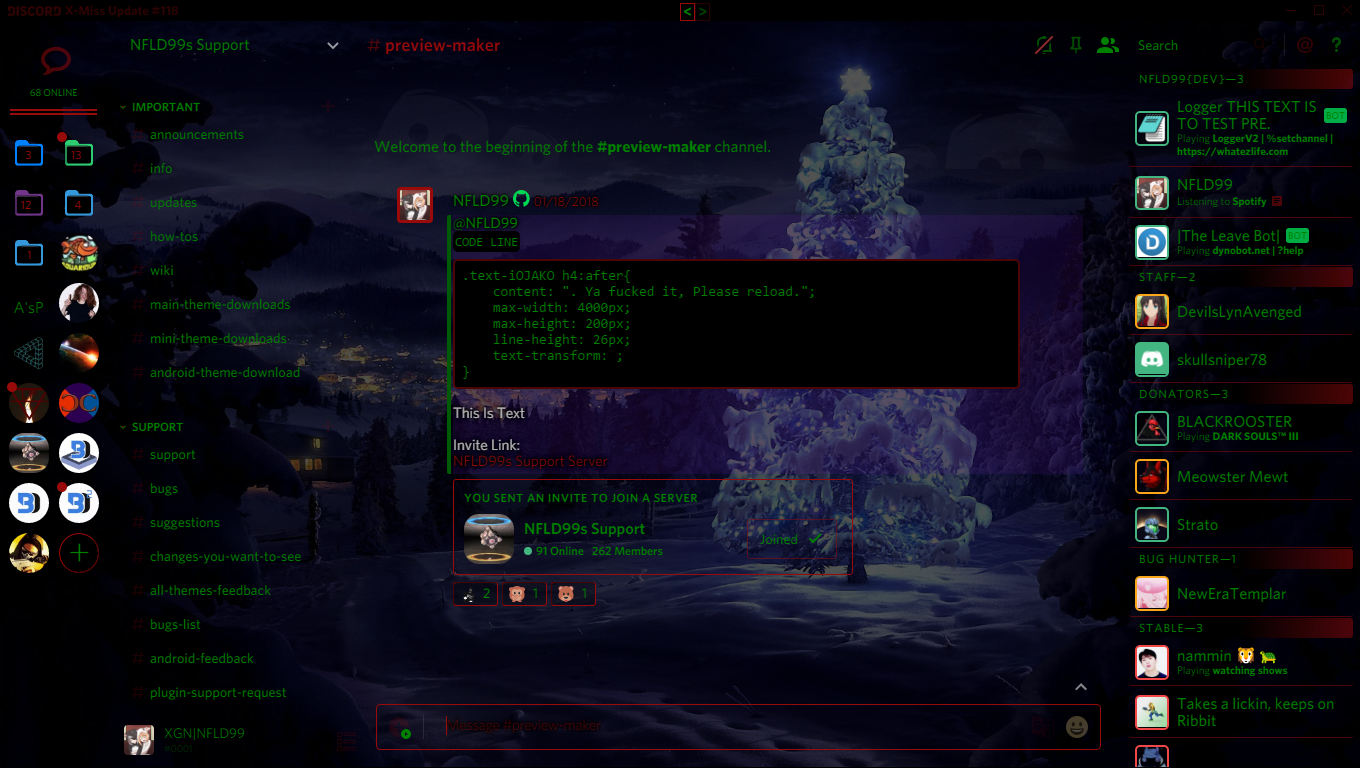 DISCORD X-Miss Update #118
< >
NFLD99s Support
# preview-maker
Search
@ ?
68 ONLINE
3
13
12
4
1
A'sP
IMPORTANT
# announcements
# info
# updates
# how-tos
# wiki
# main-theme-downloads
# mini-theme-downloads
# android-theme-download
SUPPORT
# support
# bugs
# suggestions
# changes-you-want-to-see
# all-themes-feedback
# bugs-list
# android-feedback
# plugin-support-request
XGN|NFLD99
#0001
Welcome to the beginning of the #preview-maker channel.
NFLD99 01/18/2018
@NFLD99
CODE LINE
.text-iOJAKO h4:after{
    content: ". Ya fucked it, Please reload.";
    max-width: 4000px;
    max-height: 200px;
    line-height: 26px;
    text-transform: ;
}
This Is Text
Invite Link:
NFLD99s Support Server
YOU SENT AN INVITE TO JOIN A SERVER
NFLD99s Support
91 Online 262 Members
Joined
2 1 1
Message #preview-maker
NFLD99{DEV}—3
Logger THIS TEXT IS
TO TEST PRE. BOT
Playing LoggerV2 | %setchannel |
https://whatezlife.com
NFLD99
Listening to Spotify
|The Leave Bot| BOT
Playing dynobot.net | ?help
STAFF—2
DevilsLynAvenged
skullsniper78
DONATORS—3
BLACKROOSTER
Playing DARK SOULS™ III
Meowster Mewt
Strato
BUG HUNTER—1
NewEraTemplar
STABLE—3
nammin 🐯 🐢
Playing watching shows
Takes a lickin, keeps on
Ribbit